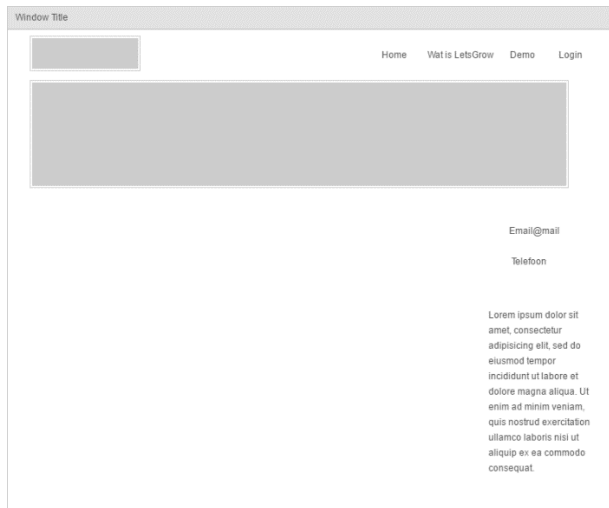 Window Title
Home Wat is LetsGrow Demo Login
Email@mail
Telefoon
Lorem ipsum dolor sit
amet, consectetur
adipisicing elit, sed do
eiusmod tempor
incididunt ut labore et
dolore magna aliqua. Ut
enim ad minim veniam,
quis nostrud exercitation
ullamco laboris nisi ut
aliquip ex ea commodo
consequat.